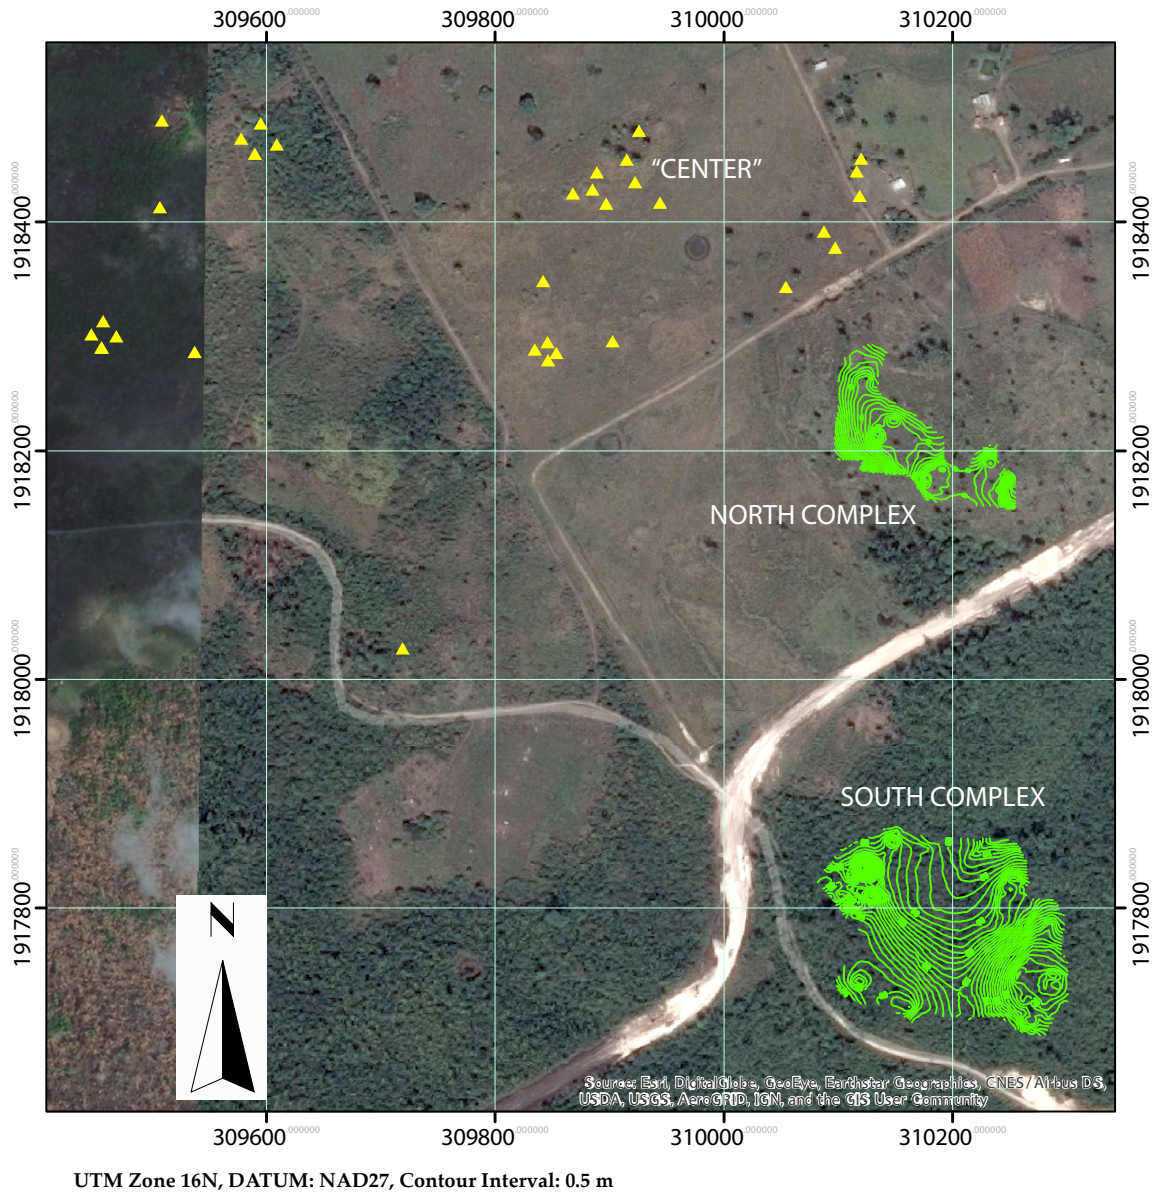 309600.000000 309800.000000 310000.000000 310200.000000
"CENTER"
1918400.000000 1918400.000000
1918200.000000 1918200.000000
NORTH COMPLEX
1918000.000000 1918000.000000
SOUTH COMPLEX
1917800.000000 1917800.000000
N
Source: Esri, DigitalGlobe, GeoEye, Earthstar Geographics, CNES/Airbus DS,
USDA, USGS, AeroGRID, IGN, and the GIS User Community
309600.000000 309800.000000 310000.000000 310200.000000
UTM Zone 16N, DATUM: NAD27, Contour Interval: 0.5 m